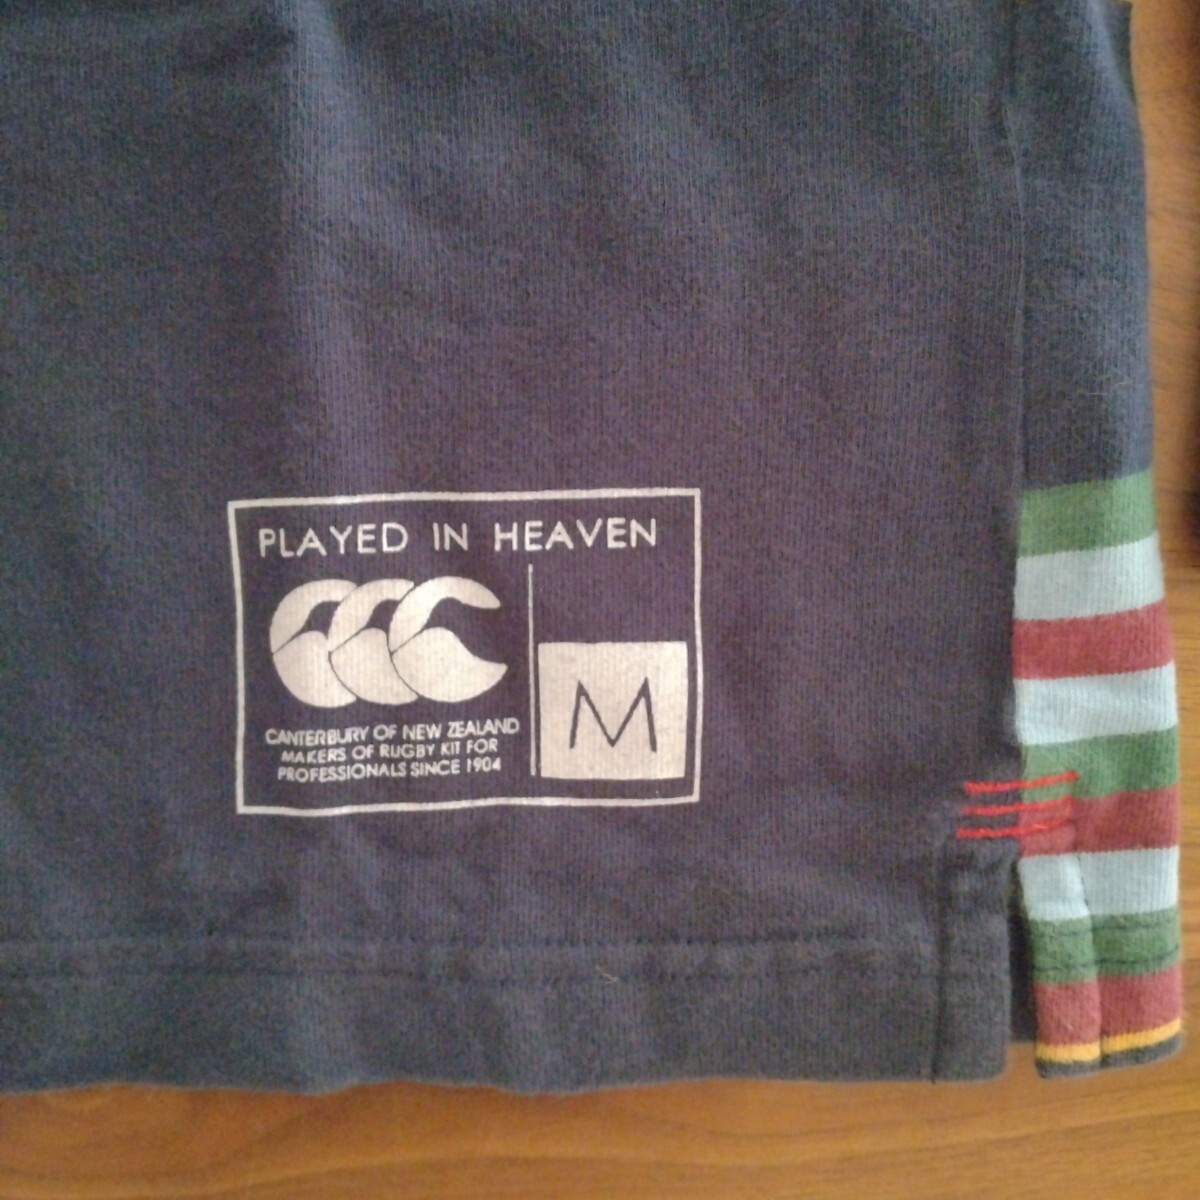 PLAYED IN HEAVEN
CANTERBURY OF NEW ZEALAND
MAKERS OF RUGBY KIT FOR
PROFESSIONALS SINCE 1904
M